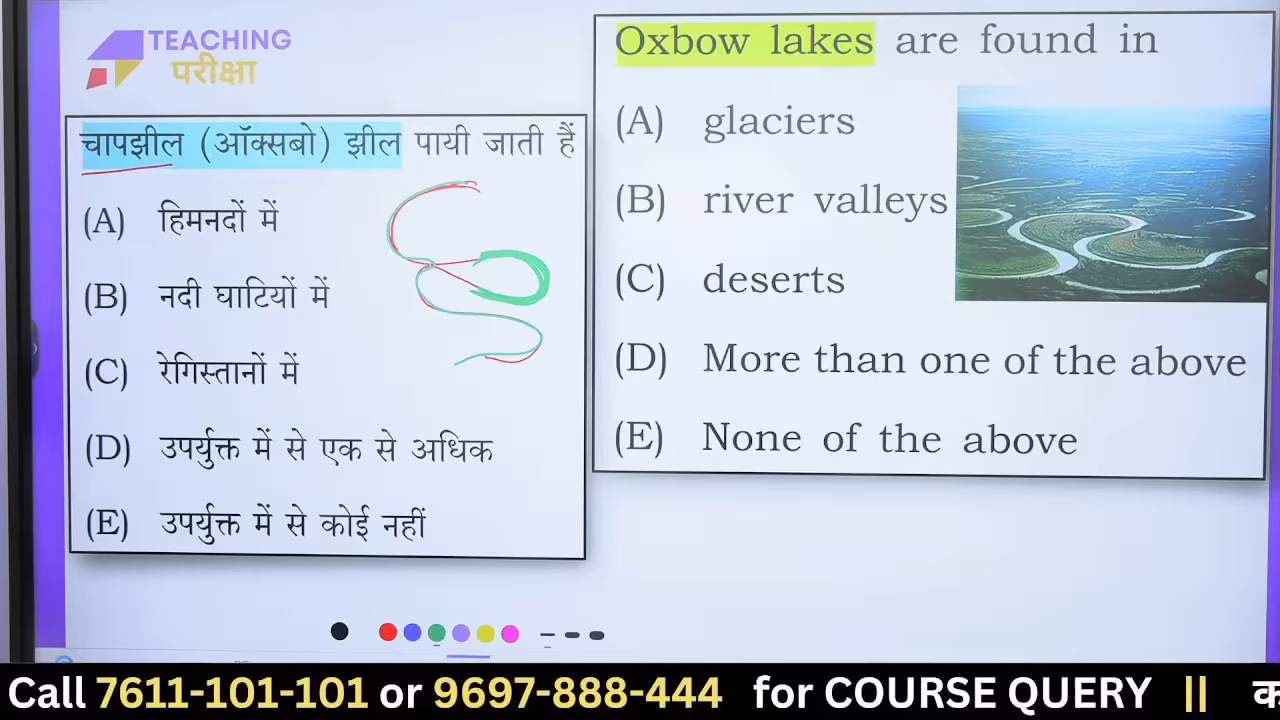 TEACHING
परीक्षा
चापझील (ऑक्सबो) झील पायी जाती हैं
(A) हिमनदों में
(B) नदी घाटियों में
(C) रेगिस्तानों में
(D) उपर्युक्त में से एक से अधिक
(E) उपर्युक्त में से कोई नहीं
Oxbow lakes are found in
(A) glaciers
(B) river valleys
(C) deserts
(D) More than one of the above
(E) None of the above
Call 7611-101-101 or 9697-888-444 for COURSE QUERY ||